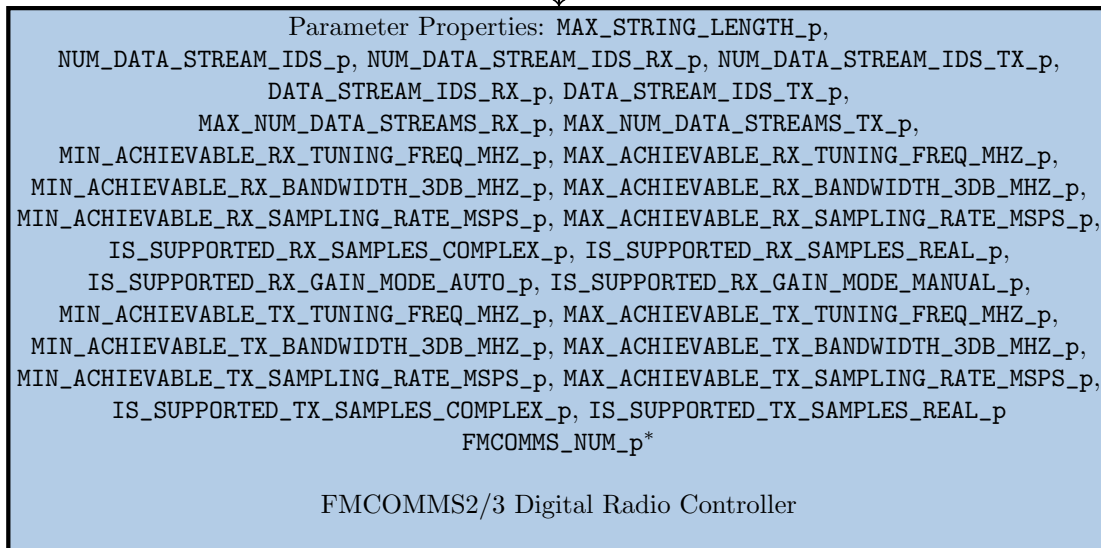 Parameter Properties: MAX_STRING_LENGTH_p,
NUM_DATA_STREAM_IDS_p, NUM_DATA_STREAM_IDS_RX_p, NUM_DATA_STREAM_IDS_TX_p,
DATA_STREAM_IDS_RX_p, DATA_STREAM_IDS_TX_p,
MAX_NUM_DATA_STREAMS_RX_p, MAX_NUM_DATA_STREAMS_TX_p,
MIN_ACHIEVABLE_RX_TUNING_FREQ_MHZ_p, MAX_ACHIEVABLE_RX_TUNING_FREQ_MHZ_p,
MIN_ACHIEVABLE_RX_BANDWIDTH_3DB_MHZ_p, MAX_ACHIEVABLE_RX_BANDWIDTH_3DB_MHZ_p,
MIN_ACHIEVABLE_RX_SAMPLING_RATE_MSPS_p, MAX_ACHIEVABLE_RX_SAMPLING_RATE_MSPS_p,
IS_SUPPORTED_RX_SAMPLES_COMPLEX_p, IS_SUPPORTED_RX_SAMPLES_REAL_p,
IS_SUPPORTED_RX_GAIN_MODE_AUTO_p, IS_SUPPORTED_RX_GAIN_MODE_MANUAL_p,
MIN_ACHIEVABLE_TX_TUNING_FREQ_MHZ_p, MAX_ACHIEVABLE_TX_TUNING_FREQ_MHZ_p,
MIN_ACHIEVABLE_TX_BANDWIDTH_3DB_MHZ_p, MAX_ACHIEVABLE_TX_BANDWIDTH_3DB_MHZ_p,
MIN_ACHIEVABLE_TX_SAMPLING_RATE_MSPS_p, MAX_ACHIEVABLE_TX_SAMPLING_RATE_MSPS_p,
IS_SUPPORTED_TX_SAMPLES_COMPLEX_p, IS_SUPPORTED_TX_SAMPLES_REAL_p
FMCOMMS_NUM_p*
FMCOMMS2/3 Digital Radio Controller